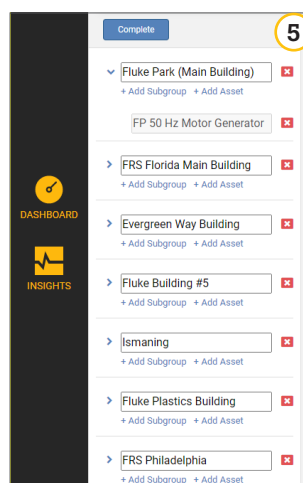 Complete
5
Fluke Park (Main Building)
+ Add Subgroup + Add Asset
FP 50 Hz Motor Generator
FRS Florida Main Building
+ Add Subgroup + Add Asset
DASHBOARD
Evergreen Way Building
+ Add Subgroup + Add Asset
INSIGHTS
Fluke Building #5
+ Add Subgroup + Add Asset
Ismaning
+ Add Subgroup + Add Asset
Fluke Plastics Building
+ Add Subgroup + Add Asset
FRS Philadelphia
+ Add Subgroup + Add Asset